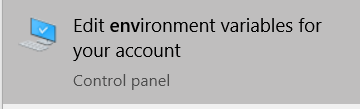 Edit environment variables for
your account
Control panel